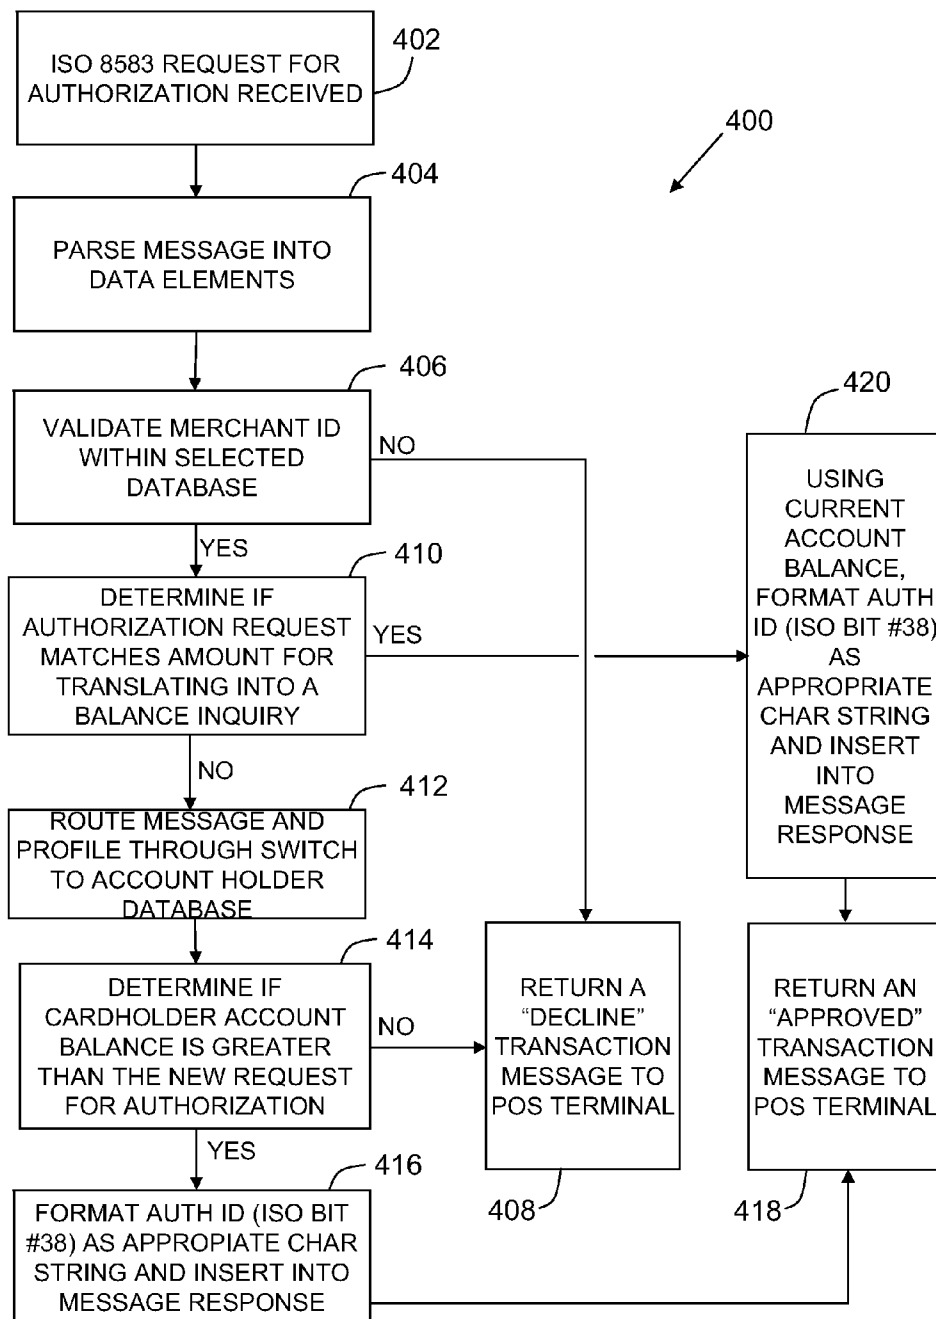 402
ISO 8583 REQUEST FOR
AUTHORIZATION RECEIVED
400
404
PARSE MESSAGE INTO
DATA ELEMENTS
406
VALIDATE MERCHANT ID
WITHIN SELECTED
DATABASE
NO
YES
410
DETERMINE IF
AUTHORIZATION REQUEST
MATCHES AMOUNT FOR
TRANSLATING INTO A
BALANCE INQUIRY
YES
NO
420
USING
CURRENT
ACCOUNT
BALANCE,
FORMAT AUTH
ID (ISO BIT #38)
AS
APPROPRIATE
CHAR STRING
AND INSERT
INTO
MESSAGE
RESPONSE
412
ROUTE MESSAGE AND
PROFILE THROUGH SWITCH
TO ACCOUNT HOLDER
DATABASE
414
DETERMINE IF
CARDHOLDER ACCOUNT
BALANCE IS GREATER
THAN THE NEW REQUEST
FOR AUTHORIZATION
NO
YES
RETURN A
“DECLINE”
TRANSACTION
MESSAGE TO
POS TERMINAL
408
RETURN AN
“APPROVED”
TRANSACTION
MESSAGE TO
POS TERMINAL
418
416
FORMAT AUTH ID (ISO BIT
#38) AS APPROPIATE CHAR
STRING AND INSERT INTO
MESSAGE RESPONSE